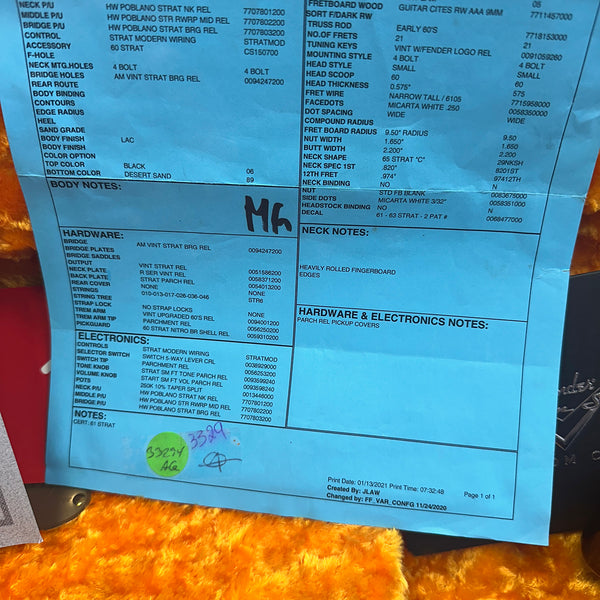 NECK P/U HW POBLANO STRAT NK REL 7707801200
MIDDLE P/U HW POBLANO STR RWRP MID REL 7707802200
BRIDGE P/U HW POBLANO STRAT BRG REL 7707803200
CONTROL STRAT MODERN WIRING STRATMOD
ACCESSORY 60 STRAT CS150700
F-HOLE
NECK MTG.HOLES 4 BOLT 4 BOLT
BRIDGE HOLES AM VINT STRAT BRG REL 0094247200
REAR ROUTE
BODY BINDING
CONTOURS
EDGE RADIUS
HEEL
SAND GRADE
BODY FINISH LAC
BODY FINISH
COLOR OPTION
TOP COLOR BLACK 06
BOTTOM COLOR DESERT SAND 89
BODY NOTES:
HARDWARE:
BRIDGE AM VINT STRAT BRG REL 0094247200
BRIDGE PLATES
BRIDGE SADDLES
OUTPUT VINT STRAT REL 0051586200
NECK PLATE R SER VINT REL 0058371200
BACK PLATE STRAT PARCH REL 0054013200
REAR COVER NONE NONE
STRINGS 010-013-017-026-036-046 STR6
STRING TREE
STRAP LOCK NO STRAP LOCKS
TREM ARM VINT UPGRADED 60'S REL 0094001200
TREM ARM TIP PARCHMENT REL 0056250200
PICKGUARD 60 STRAT NITRO BR SHELL REL 0059310200
ELECTRONICS:
CONTROLS STRAT MODERN WIRING STRATMOD
SELECTOR SWITCH SWITCH 5-WAY LEVER CRL 0038929000
SWITCH TIP PARCHMENT REL 0056253200
TONE KNOB STRAT SM FT TONE PARCH REL 0093599240
VOLUME KNOB START SM FT VOL PARCH REL 0093598240
POTS 250K 10% TAPER SPLIT 0013446000
NECK P/U HW POBLANO STRAT NK REL 7707801200
MIDDLE P/U HW POBLANO STR RWRP MID REL 7707802200
BRIDGE P/U HW POBLANO STRAT BRG REL 7707803200
NOTES:
CERT :61 STRAT
3329
33294
FRETBOARD WOOD GUITAR CITES RW AAA 9MM 05
SORT F/DARK RW 7711457000
TRUSS ROD EARLY 60'S
NO.OF FRETS 21 7718153000
TUNING KEYS VINT W/FENDER LOGO REL 21
MOUNTING STYLE 4 BOLT 0091059260
HEAD STYLE SMALL 4 BOLT
HEAD SCOOP 60 SMALL
HEAD THICKNESS 0.575" 60
FRET WIRE NARROW TALL / 6105 575
FACEDOTS MICARTA WHITE .250 7715958000
DOT SPACING WIDE 0058350000
COMPOUND RADIUS WIDE
FRET BOARD RADIUS 9.50" RADIUS 9.50
NUT WIDTH 1.650" 1.650
BUTT WIDTH 2.200" 2.200
NECK SHAPE 65 STRAT "C" 29NKSH
NECK SPEC 1ST .820" 8201ST
12TH FRET .974" 97412TH
NECK BINDING NO N
NUT STD FB BLANK 0083675000
SIDE DOTS MICARTA WHITE 3/32" 0058351000
HEADSTOCK BINDING NO N
DECAL 61 - 63 STRAT - 2 PAT # 0068477000
NECK NOTES:
HEAVILY ROLLED FINGERBOARD
EDGES
HARDWARE & ELECTRONICS NOTES:
PARCH REL PICKUP COVERS
Print Date: 01/13/2021 Print Time: 07:32:48
Created By: JLAW Page 1 of 1
Changed by: FF_VAR_CONFG 11/24/2020